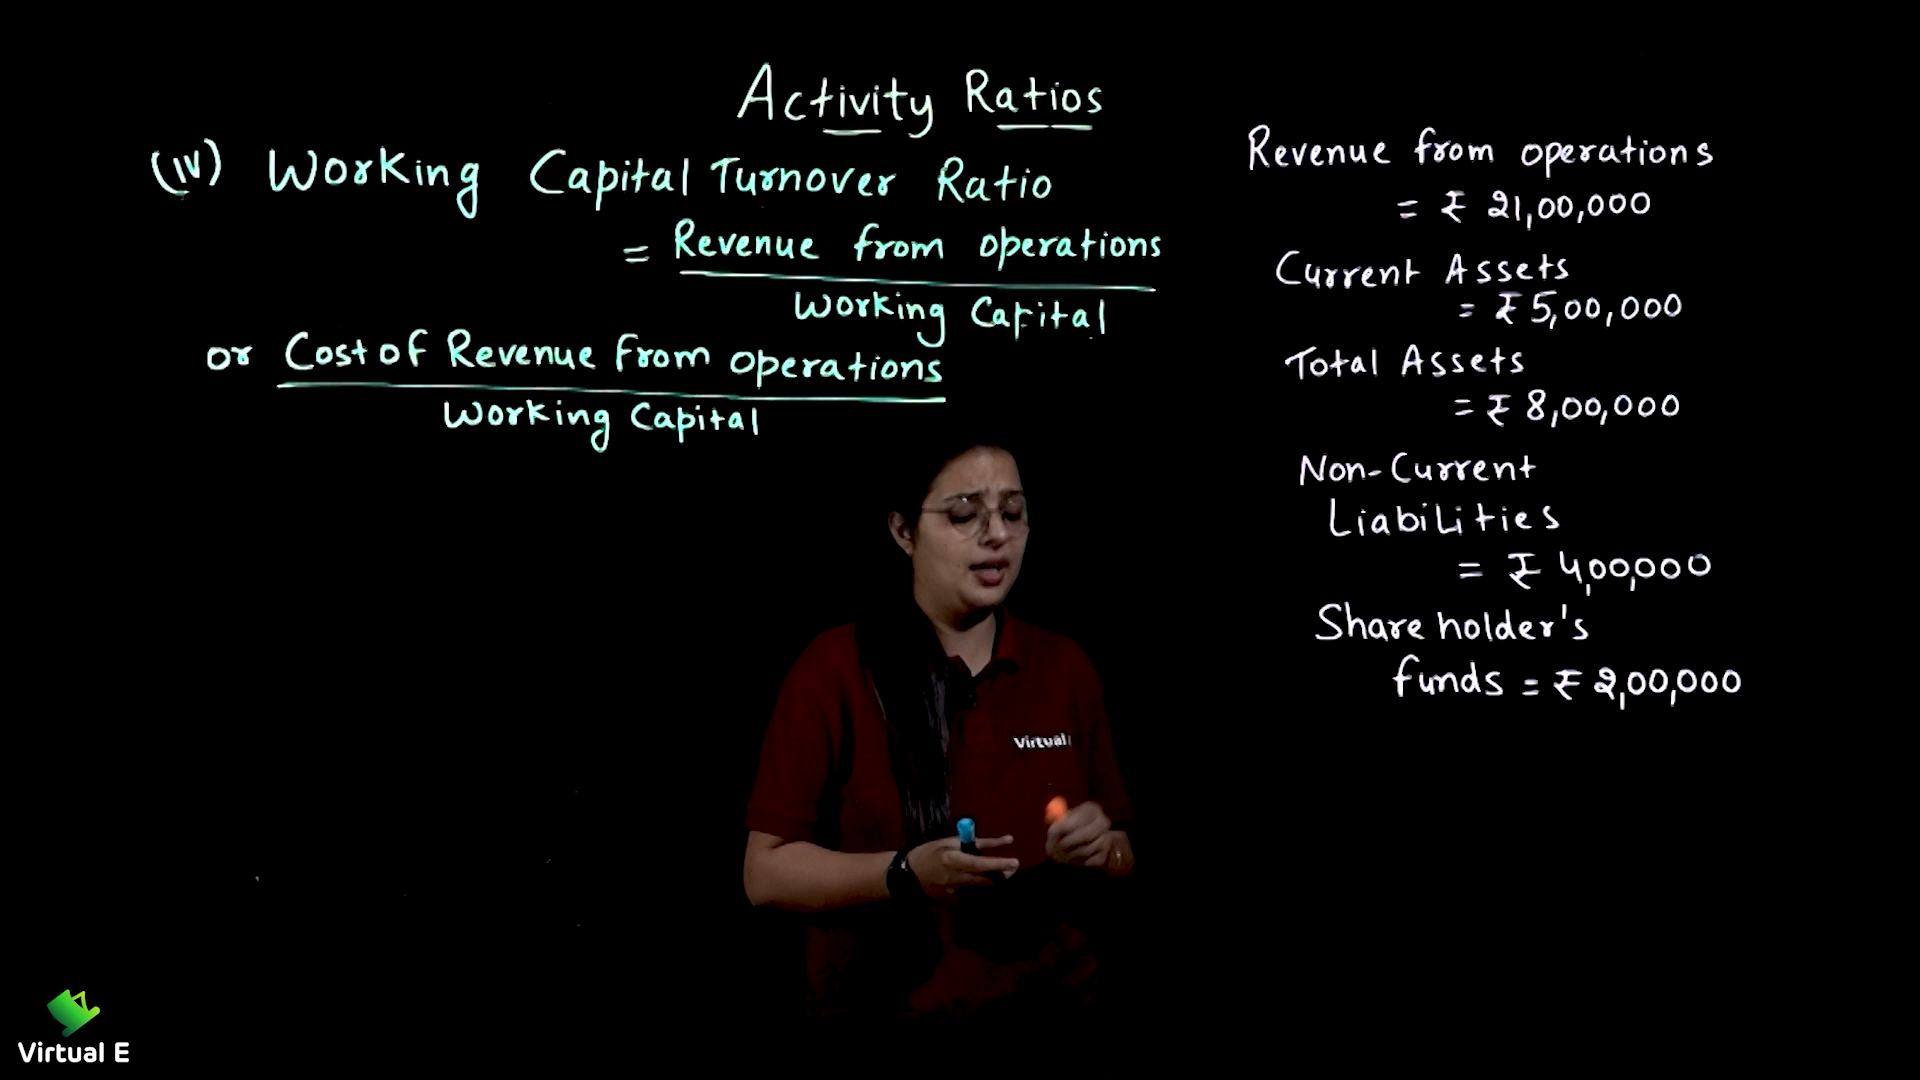 Activity Ratios
(iv) Working Capital Turnover Ratio
= Revenue from operations
Working Capital
or Cost of Revenue from operations
Working Capital
Revenue from operations
= ₹ 21,00,000
Current Assets
= ₹ 5,00,000
Total Assets
= ₹ 8,00,000
Non-Current
Liabilities
= ₹ 4,00,000
Share holder's
funds = ₹ 2,00,000
Virtual
Virtual E